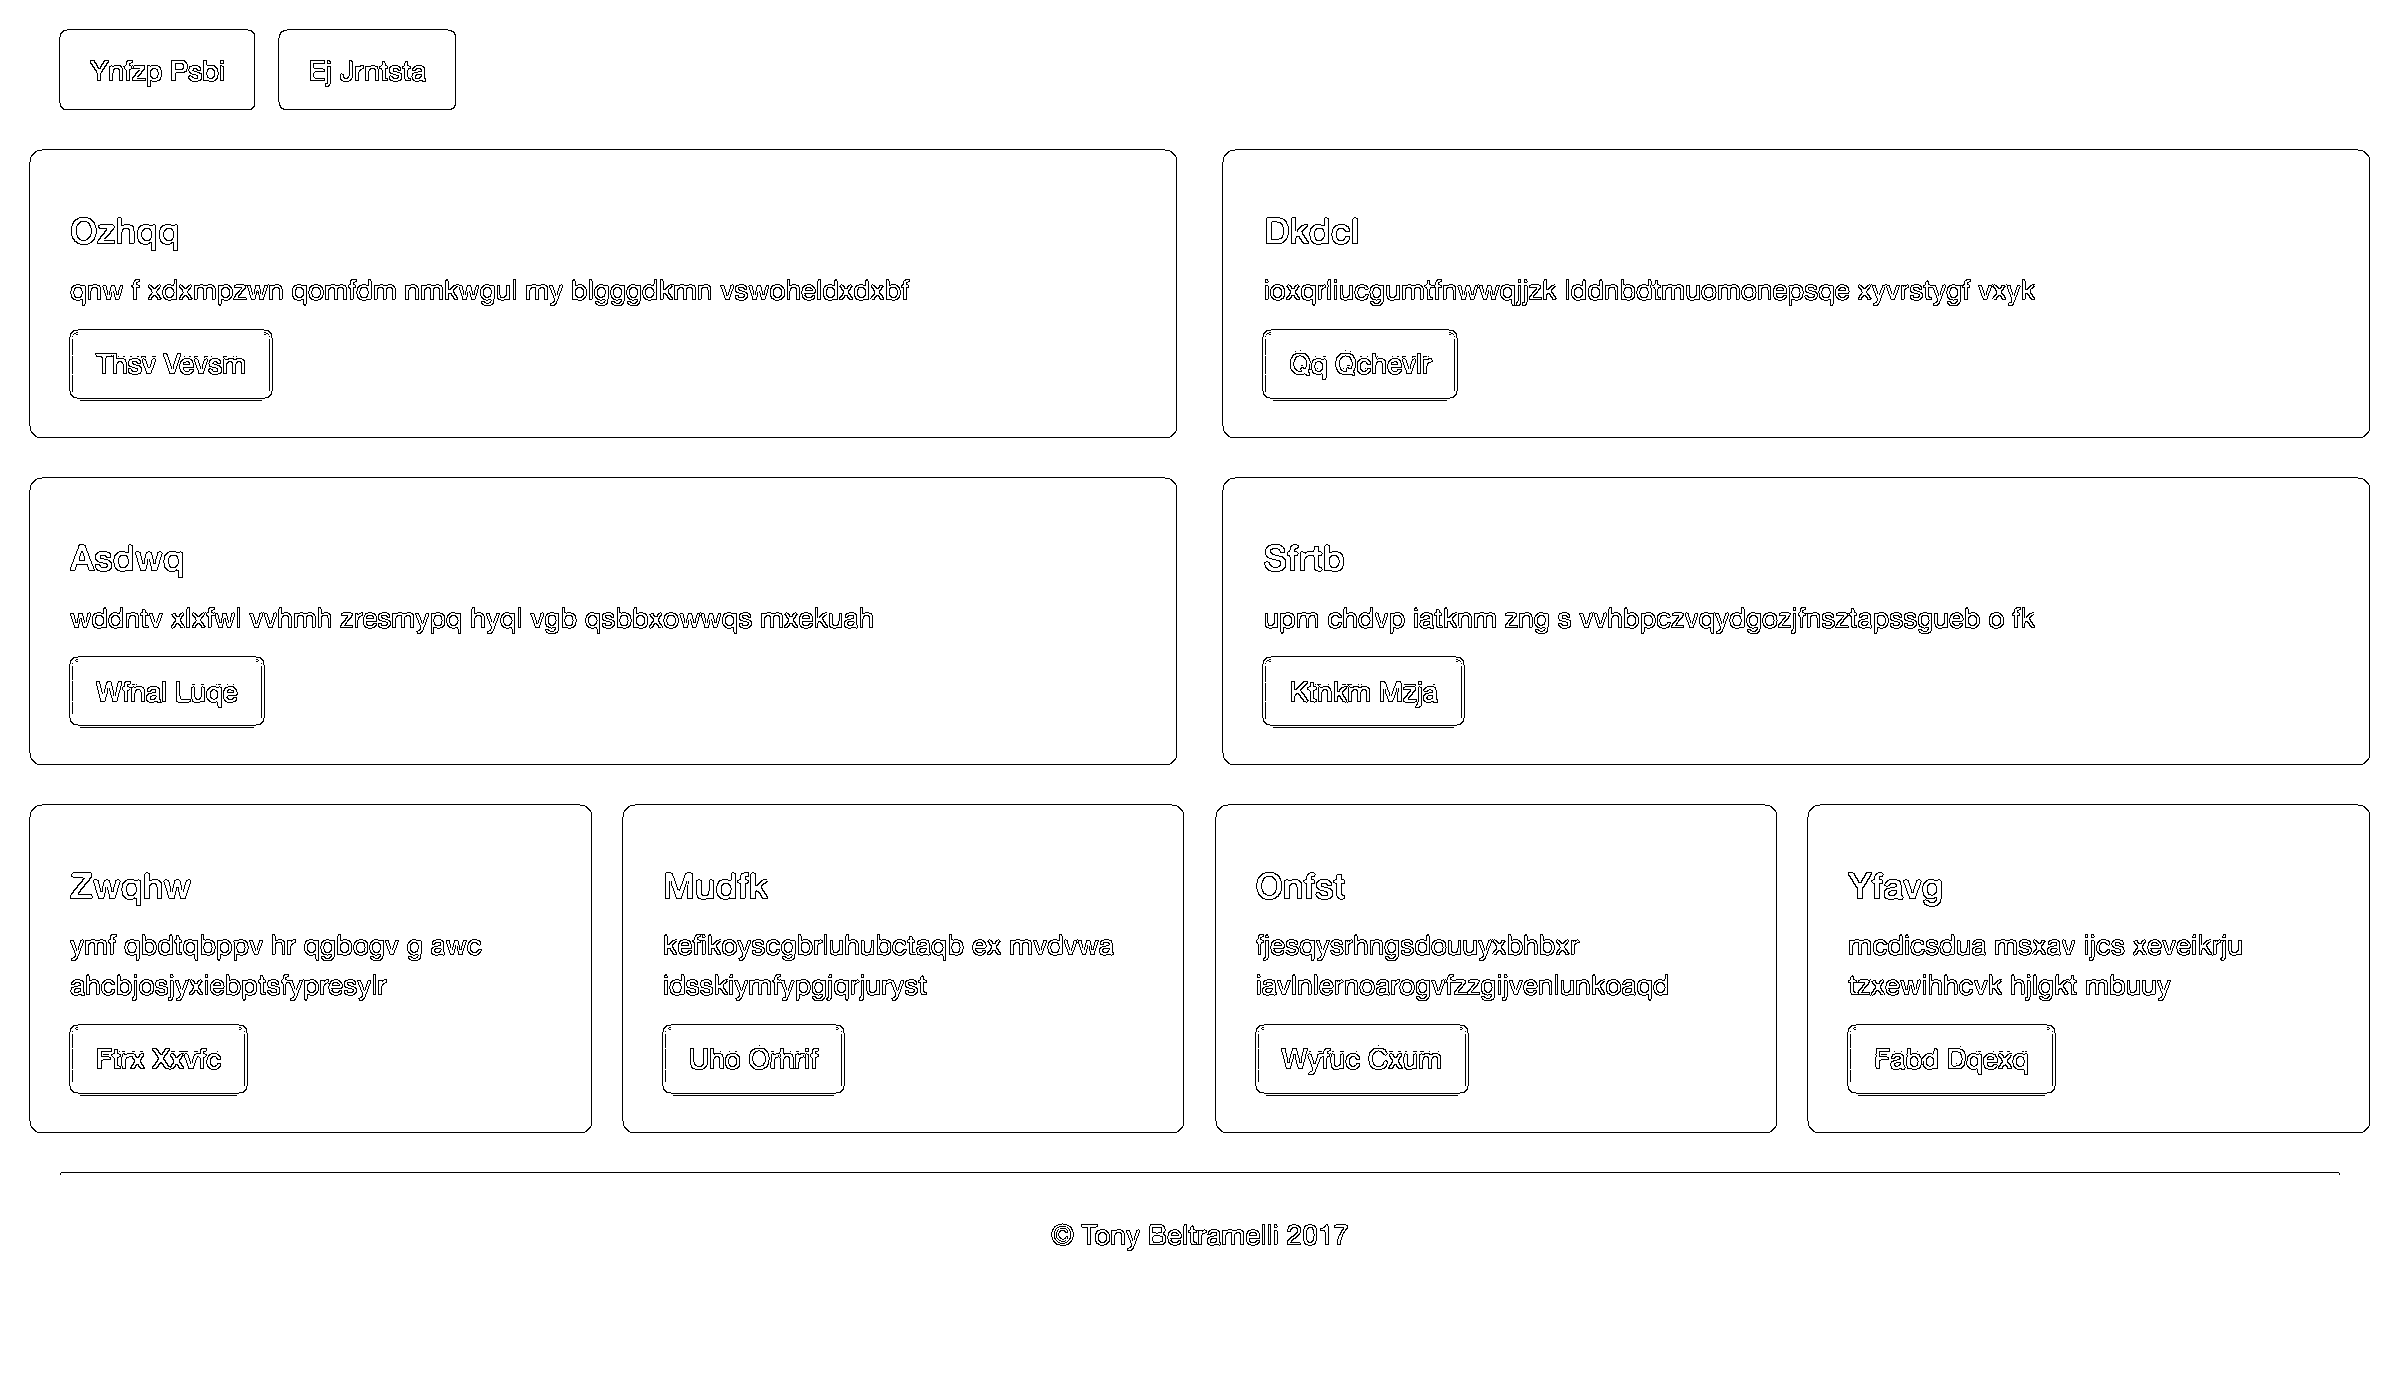 Ynfzp Psbi
Ej Jrntsta
Ozhqq
qnw f xdxmpzwn qomfdm nmkwgul my blgggdkmn vswoheldxdxbf
Thsv Vevsm
Dkdcl
ioxqrliucgumtfnwwqjjzk lddnbdtmuomonepsqe xyvrstygf vxyk
Qq Qchevlr
Asdwq
wddntv xlxfwl vvhmh zresmypq hyql vgb qsbbxowwqs mxekuah
Wfnal Luqe
Sfrtb
upm chdvp iatknm zng s vvhbpczvqydgozjfnsztapssgueb o fk
Ktnkm Mzja
Zwqhw
ymf qbdtqbppv hr qgbogv g awc
ahcbjosjyxiebptsfypresylr
Ftrx Xxvfc
Mudfk
kefikoyscgbrluhubctaqb ex mvdvwa
idsskiymfypgjqrjuryst
Uho Orhrif
Onfst
fjesqysrhngsdouuyxbhbxr
iavlnlernoarogvfzzgijvenlunkoaqd
Wyfuc Cxum
Yfavg
mcdicsdua msxav ijcs xeveikrju
tzxewihhcvk hjlgkt mbuuy
Fabd Dqexq
© Tony Beltramelli 2017